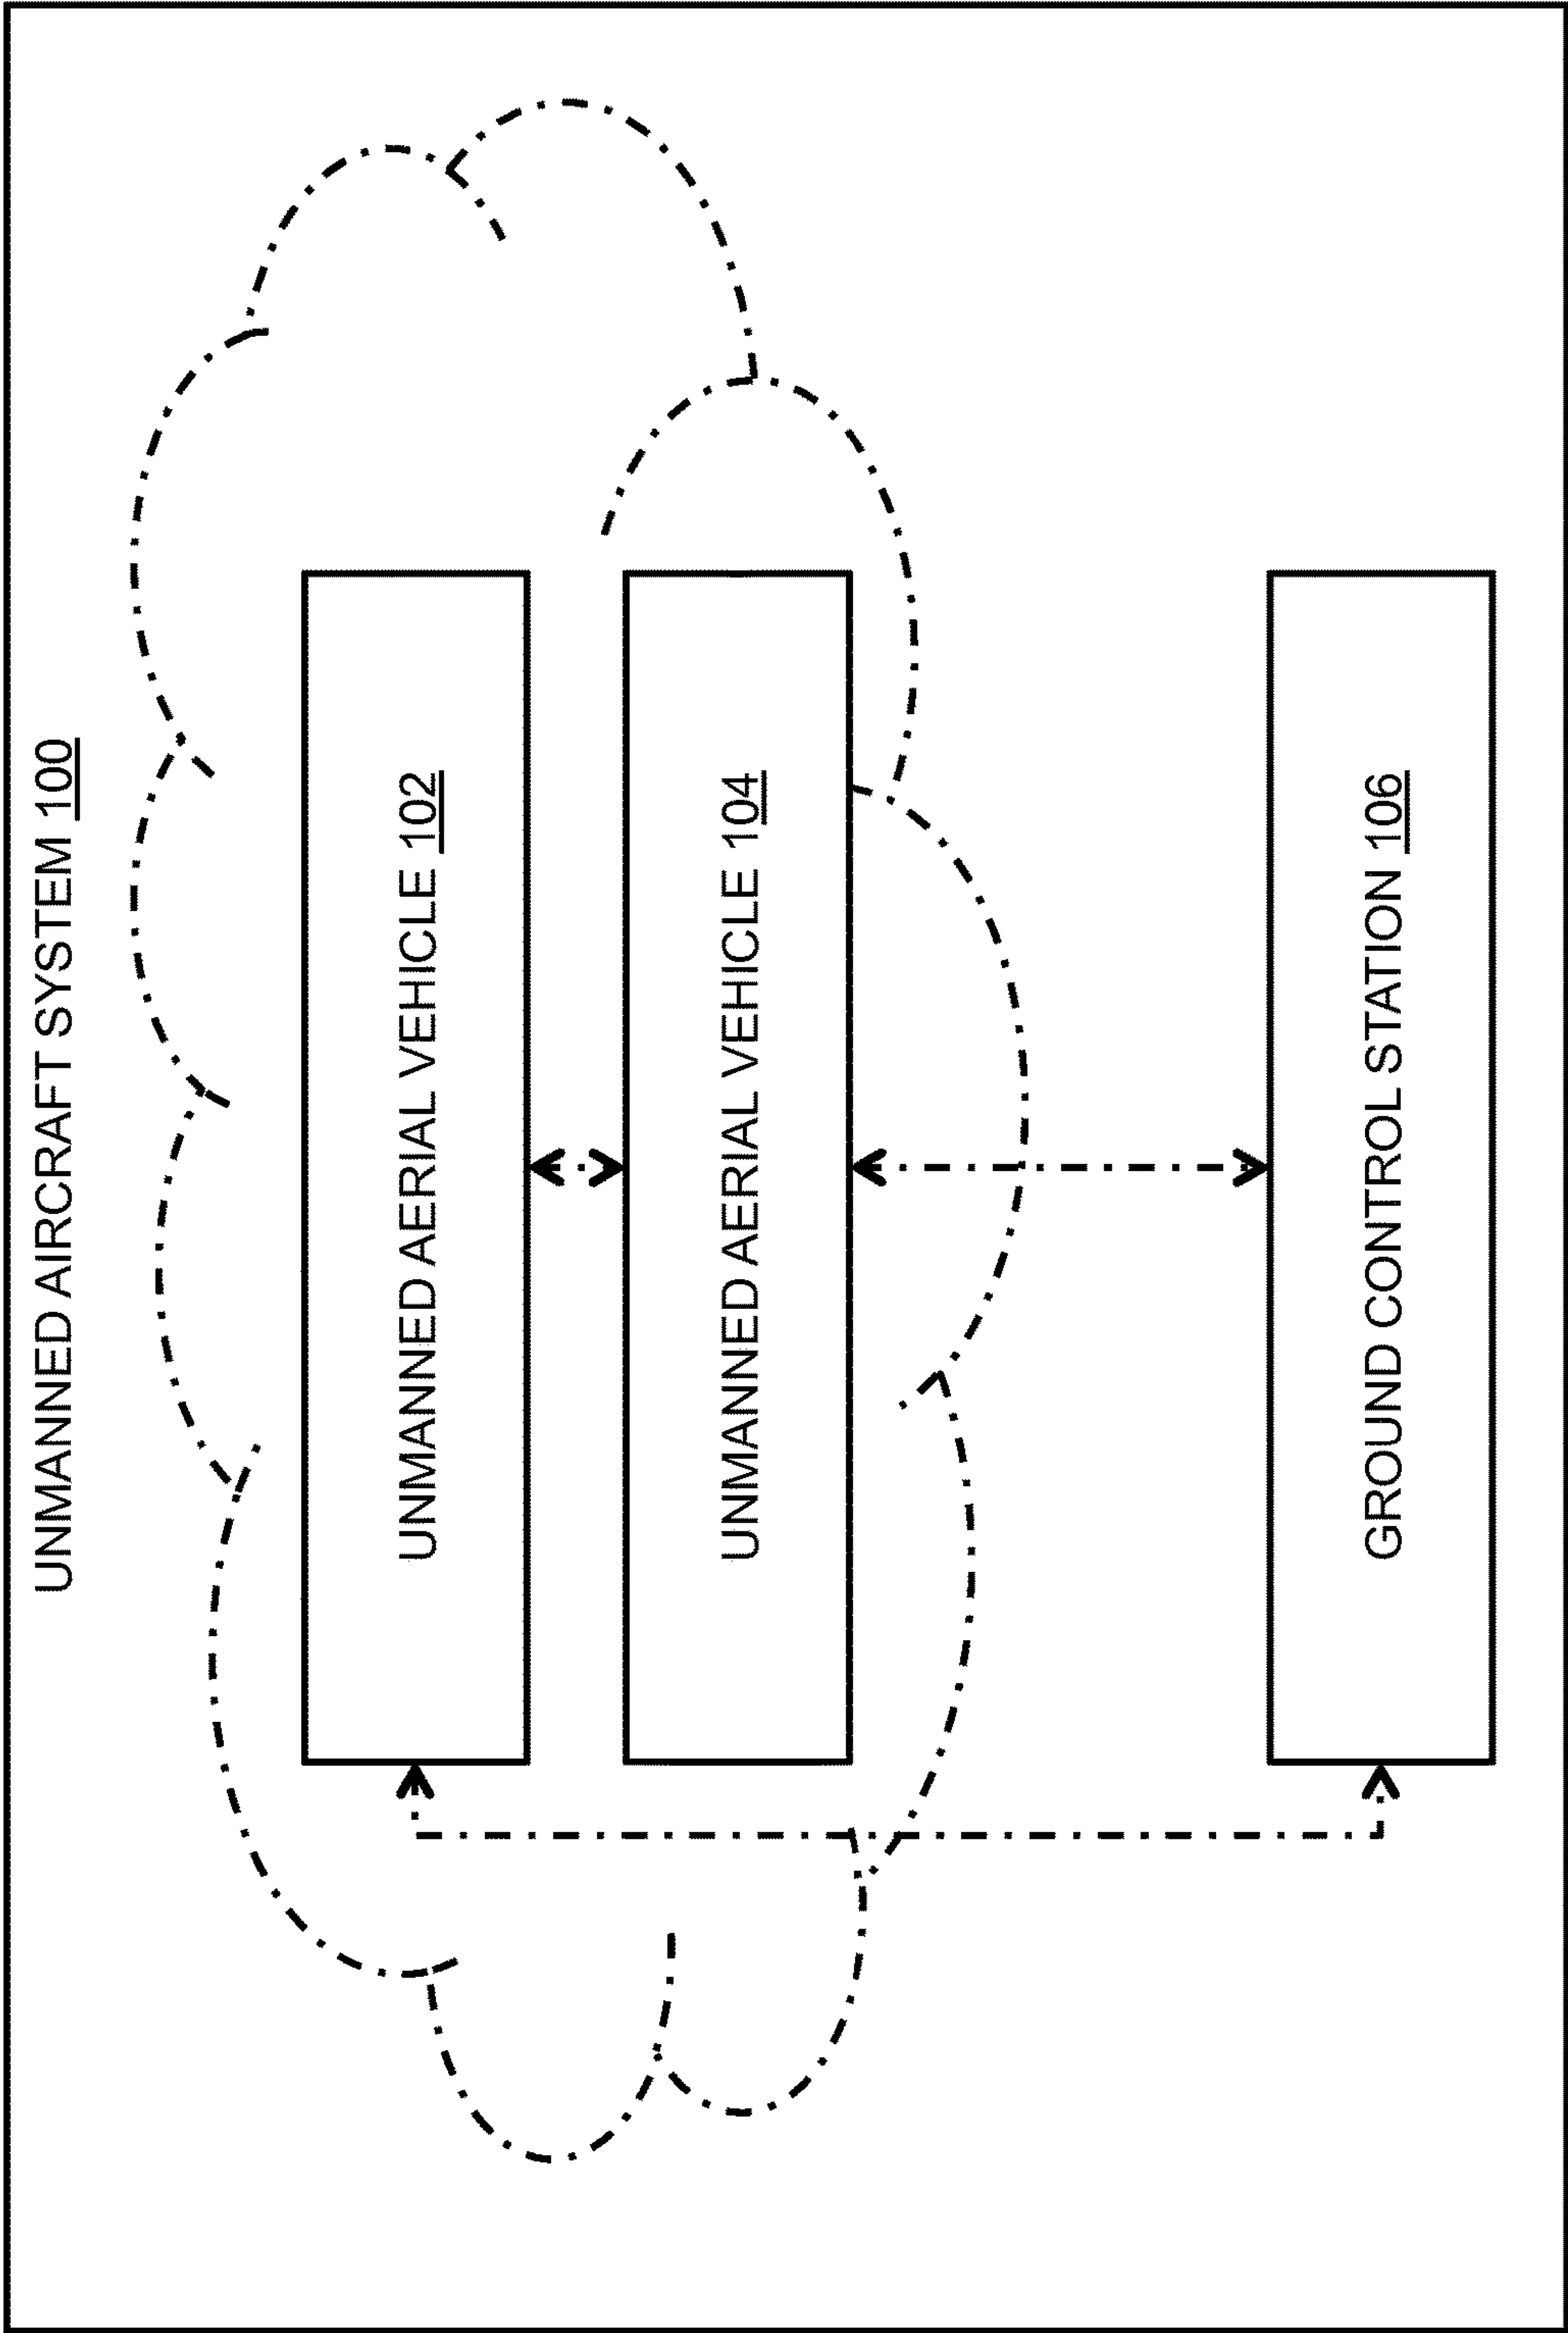 UNMANNED AIRCRAFT SYSTEM 100
UNMANNED AERIAL VEHICLE 102
UNMANNED AERIAL VEHICLE 104
GROUND CONTROL STATION 106